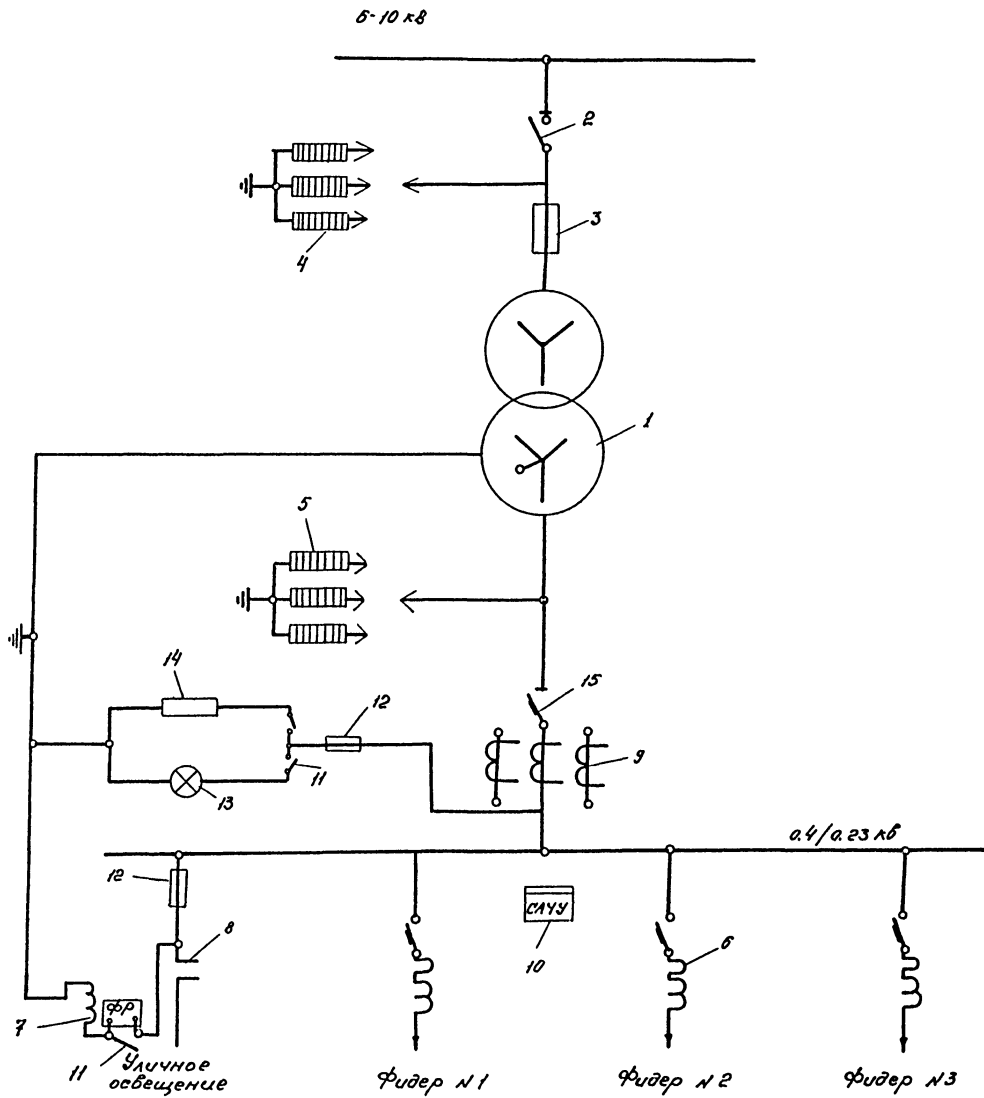 6-10 кв
2
3
4
1
5
14
12
15
9
13
11
0.4/0.23 кв
12
8
САЧУ
10
6
7
ФР
11
Уличное
освещение
Фидер №1
Фидер №2
Фидер №3